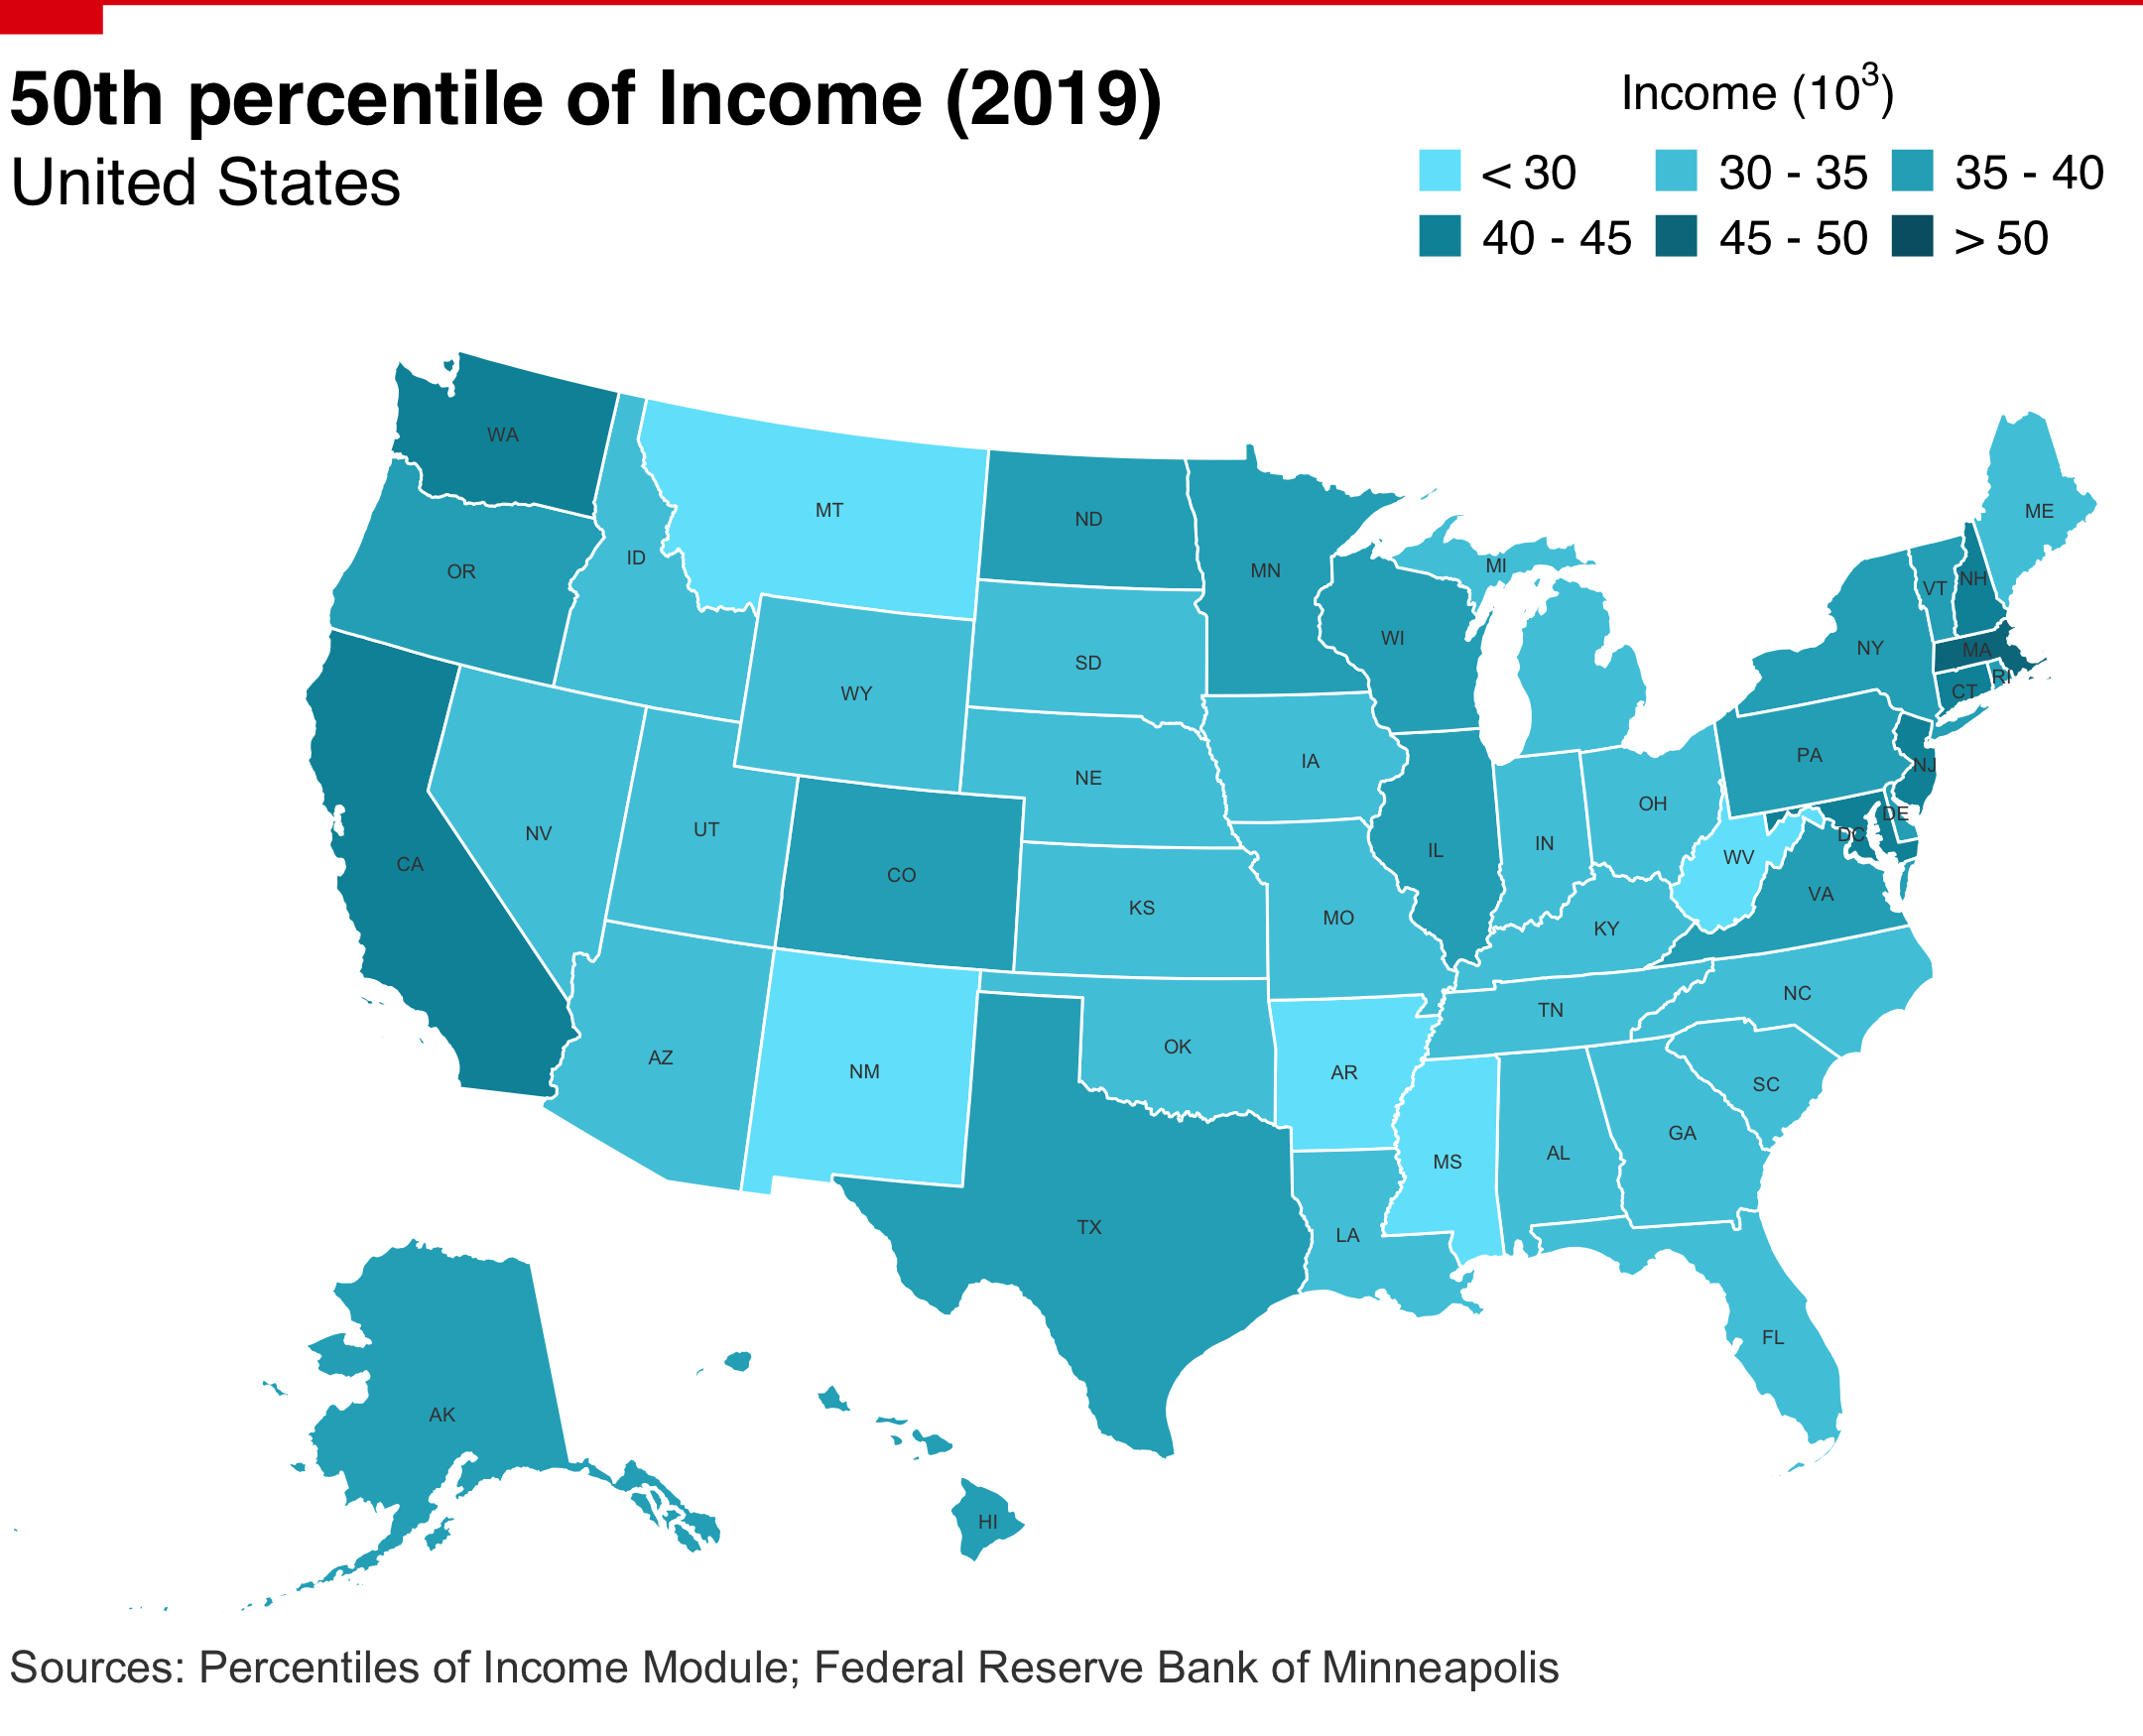 50th percentile of Income (2019)
United States
Income (10³)
< 30
30 - 35
35 - 40
40 - 45
45 - 50
> 50
WA
MT
ND
ME
ID
OR
MN
MI
VT
NH
WI
NY
MA
SD
RI
CT
WY
IA
PA
NJ
NE
OH
DE
UT
NV
DC
IN
IL
WV
CA
CO
VA
KS
MO
KY
NC
TN
OK
AZ
NM
AR
SC
GA
AL
MS
TX
LA
FL
AK
HI
Sources: Percentiles of Income Module; Federal Reserve Bank of Minneapolis